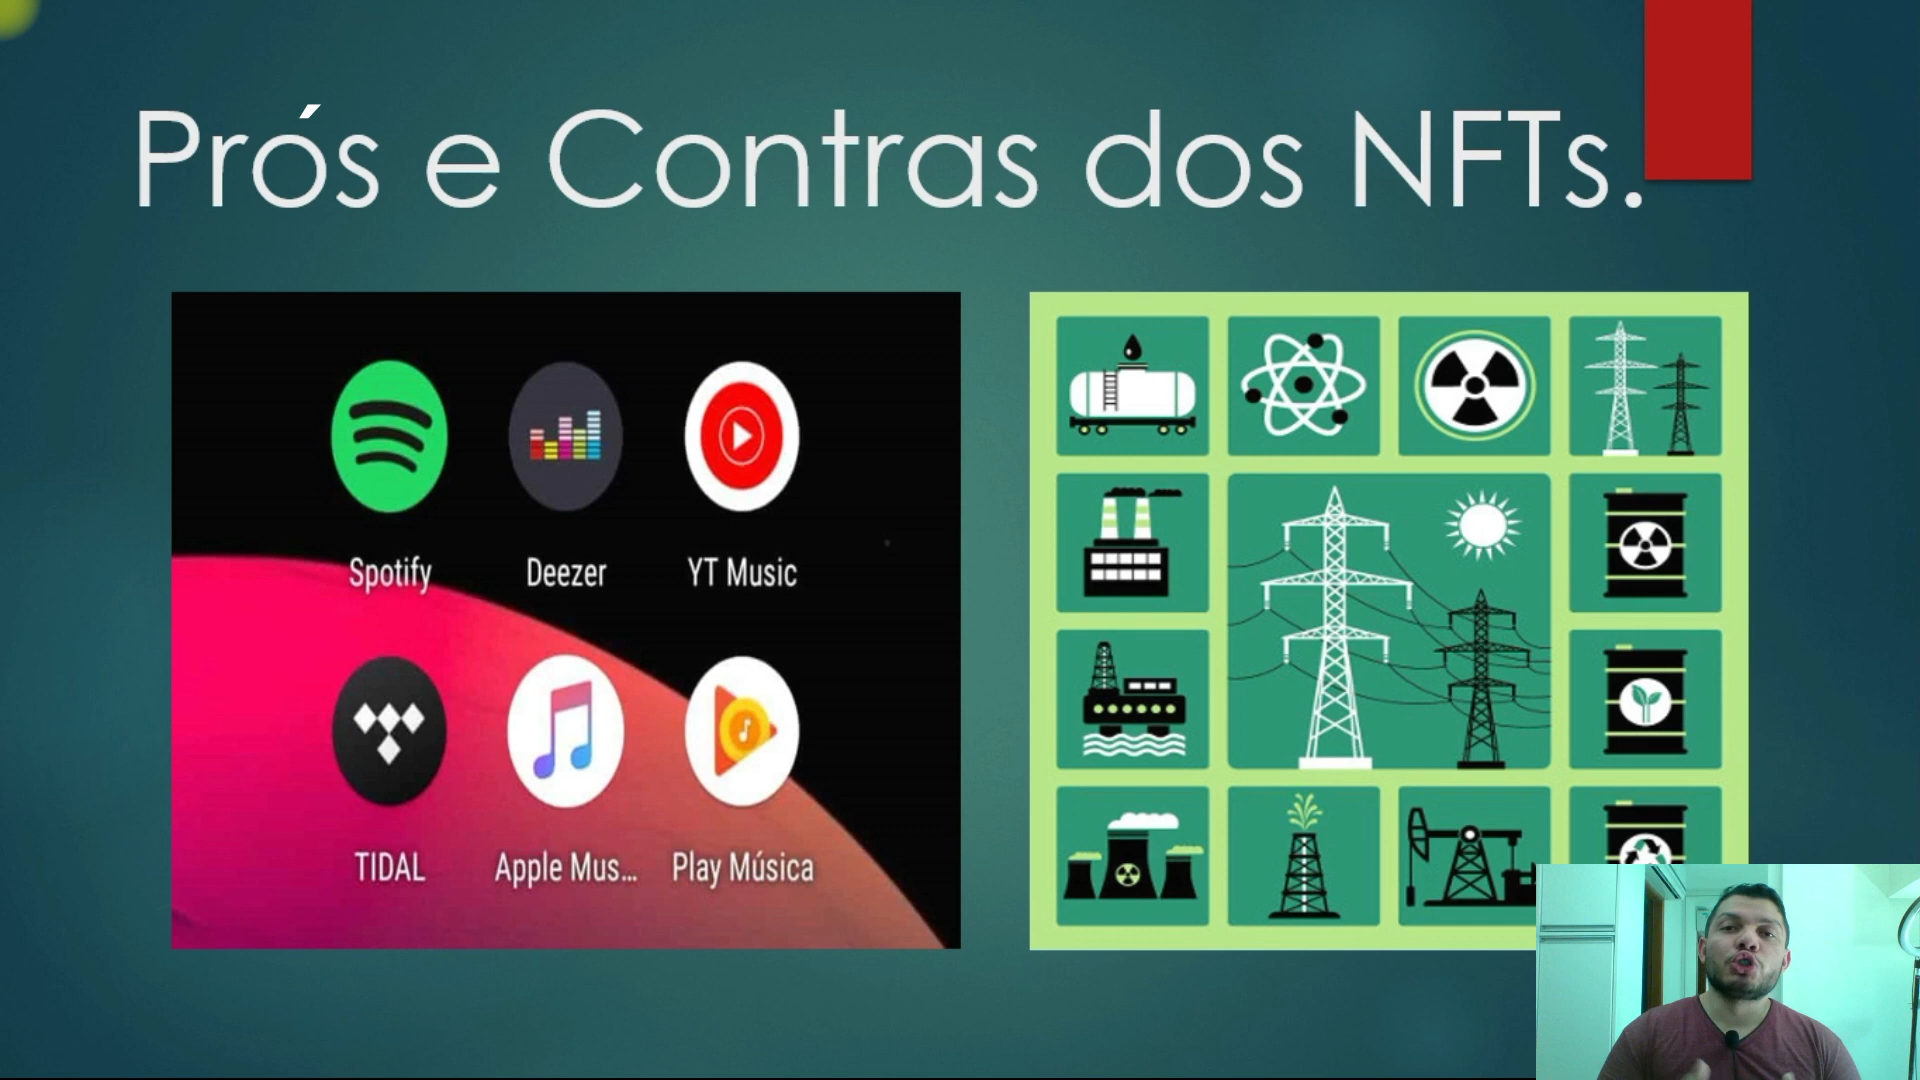 Prós e Contras dos NFTs.
Spotify Deezer YT Music
TIDAL Apple Mus... Play Música